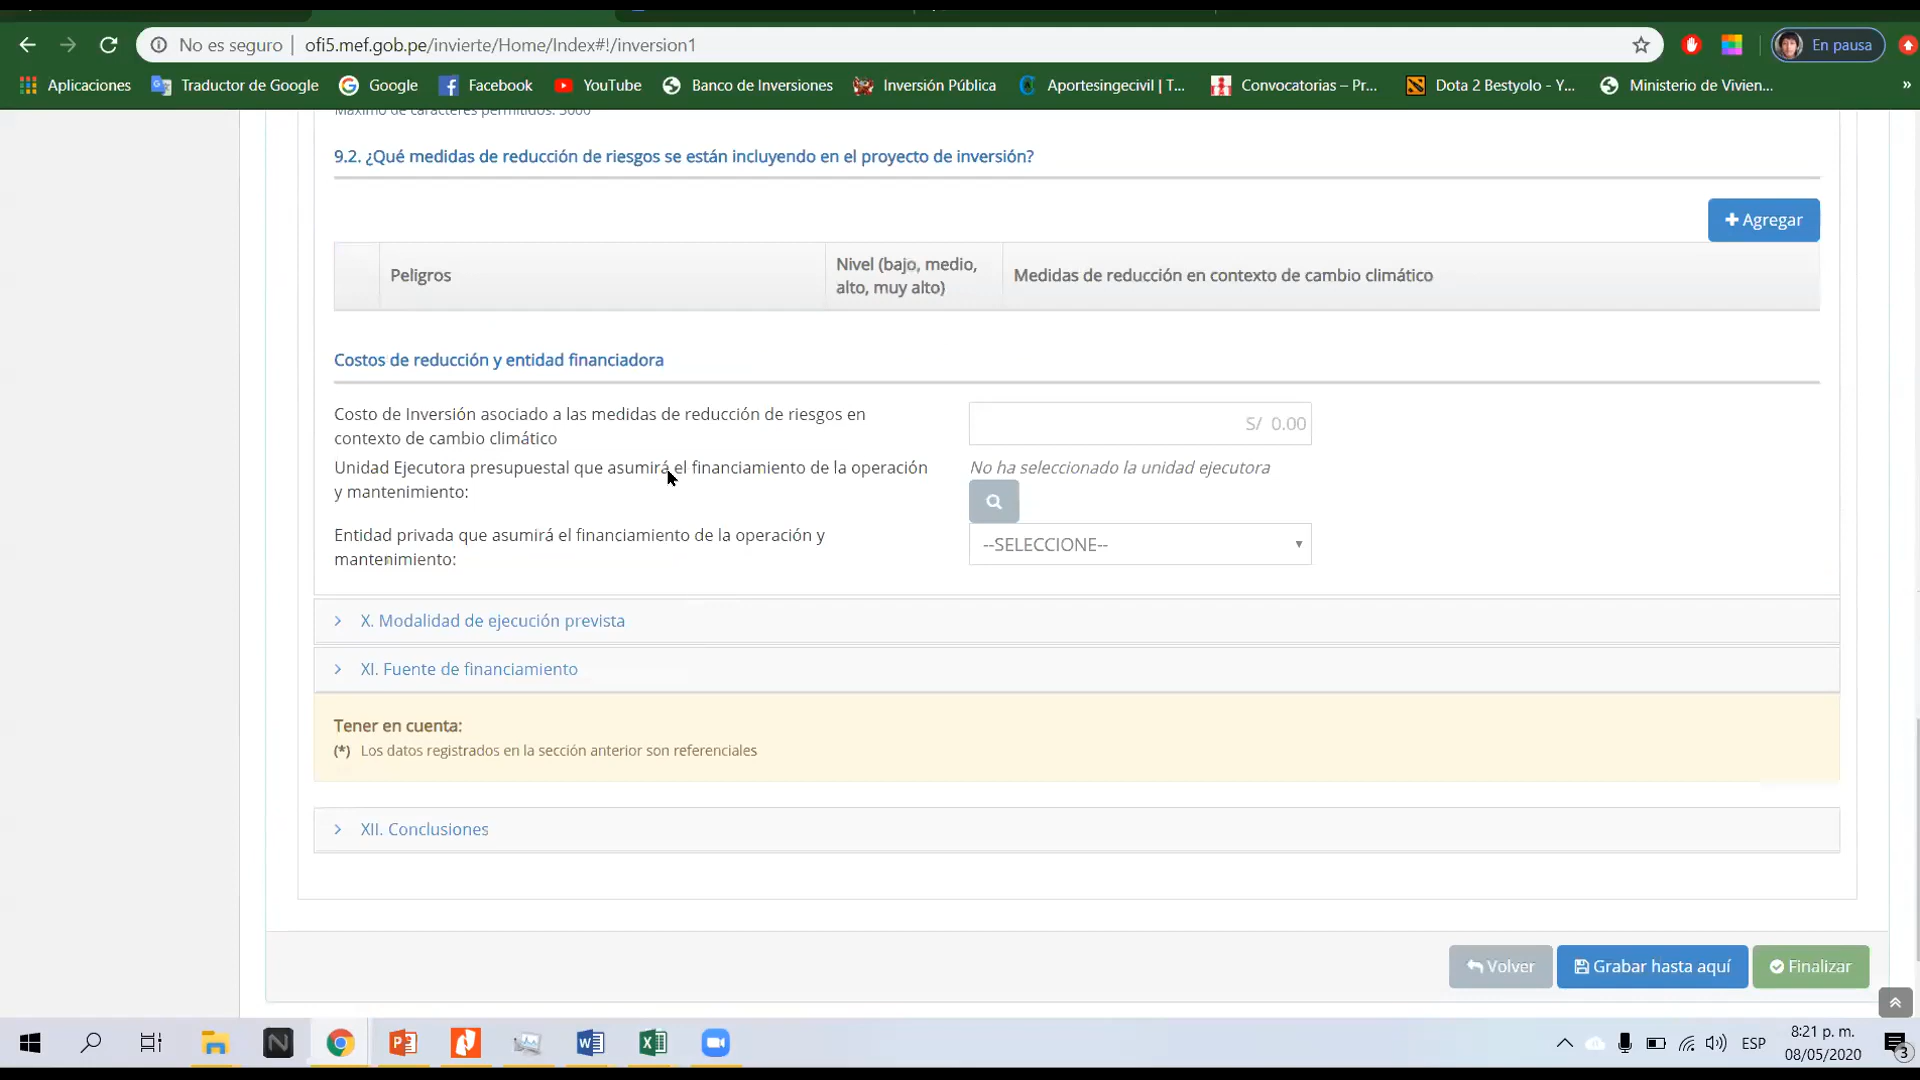 No es seguro | ofi5.mef.gob.pe/invierte/Home/Index#!/inversion1
En pausa
Aplicaciones Traductor de Google Google Facebook YouTube Banco de Inversiones Inversión Pública Aportesingecivil | T... Convocatorias – Pr... Dota 2 Bestyolo - Y... Ministerio de Vivien... »
Máximo de caracteres permitidos: 3000
9.2. ¿Qué medidas de reducción de riesgos se están incluyendo en el proyecto de inversión?
Agregar
Peligros
Nivel (bajo, medio,
alto, muy alto)
Medidas de reducción en contexto de cambio climático
Costos de reducción y entidad financiadora
Costo de Inversión asociado a las medidas de reducción de riesgos en
contexto de cambio climático
S/ 0.00
Unidad Ejecutora presupuestal que asumirá el financiamiento de la operación
y mantenimiento:
No ha seleccionado la unidad ejecutora
Entidad privada que asumirá el financiamiento de la operación y
mantenimiento:
--SELECCIONE--
X. Modalidad de ejecución prevista
XI. Fuente de financiamiento
Tener en cuenta:
(*) Los datos registrados en la sección anterior son referenciales
XII. Conclusiones
Volver
Grabar hasta aquí
Finalizar
ESP
8:21 p. m.
08/05/2020
3